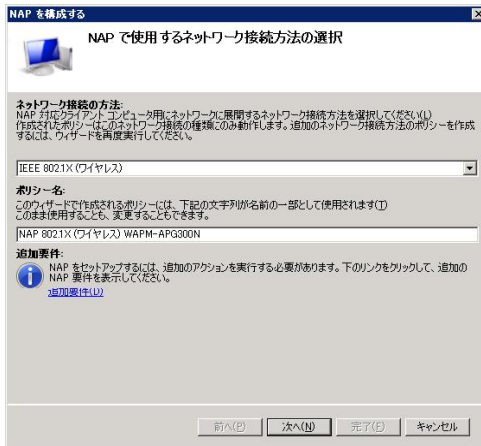 NAP を構成する
NAP で使用するネットワーク接続方法の選択
ネットワーク接続の方法:
NAP 対応クライアント コンピュータ用にネットワークに展開するネットワーク接続方法を選択してください(L)
作成されたポリシーはこのネットワーク接続の種類にのみ動作します。追加のネットワーク接続方法のポリシーを作成
するには、ウィザードを再度実行してください。
IEEE 802.1X (ワイヤレス)
ポリシー名:
このウィザードで作成されるポリシーには、下記の文字列が名前の一部として使用されます(T)
このまま使用することも、変更することもできます。
NAP 802.1X (ワイヤレス) WAPM-APG300N
追加要件:
NAP をセットアップするには、追加のアクションを実行する必要があります。下のリンクをクリックして、追加の
NAP 要件を表示してください。
追加要件(D)
前へ(P) 次へ(N) 完了(F) キャンセル